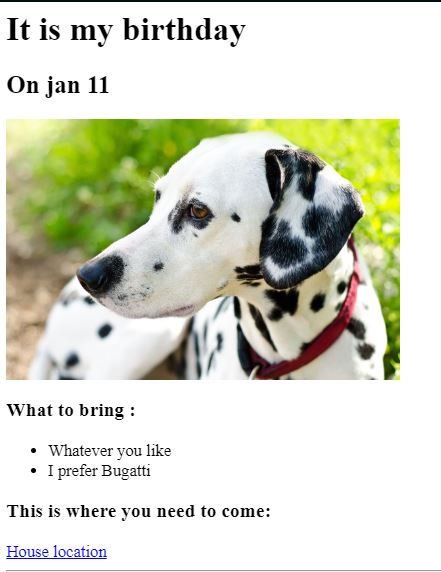 It is my birthday
On jan 11
What to bring :
Whatever you like
I prefer Bugatti
This is where you need to come:
House location